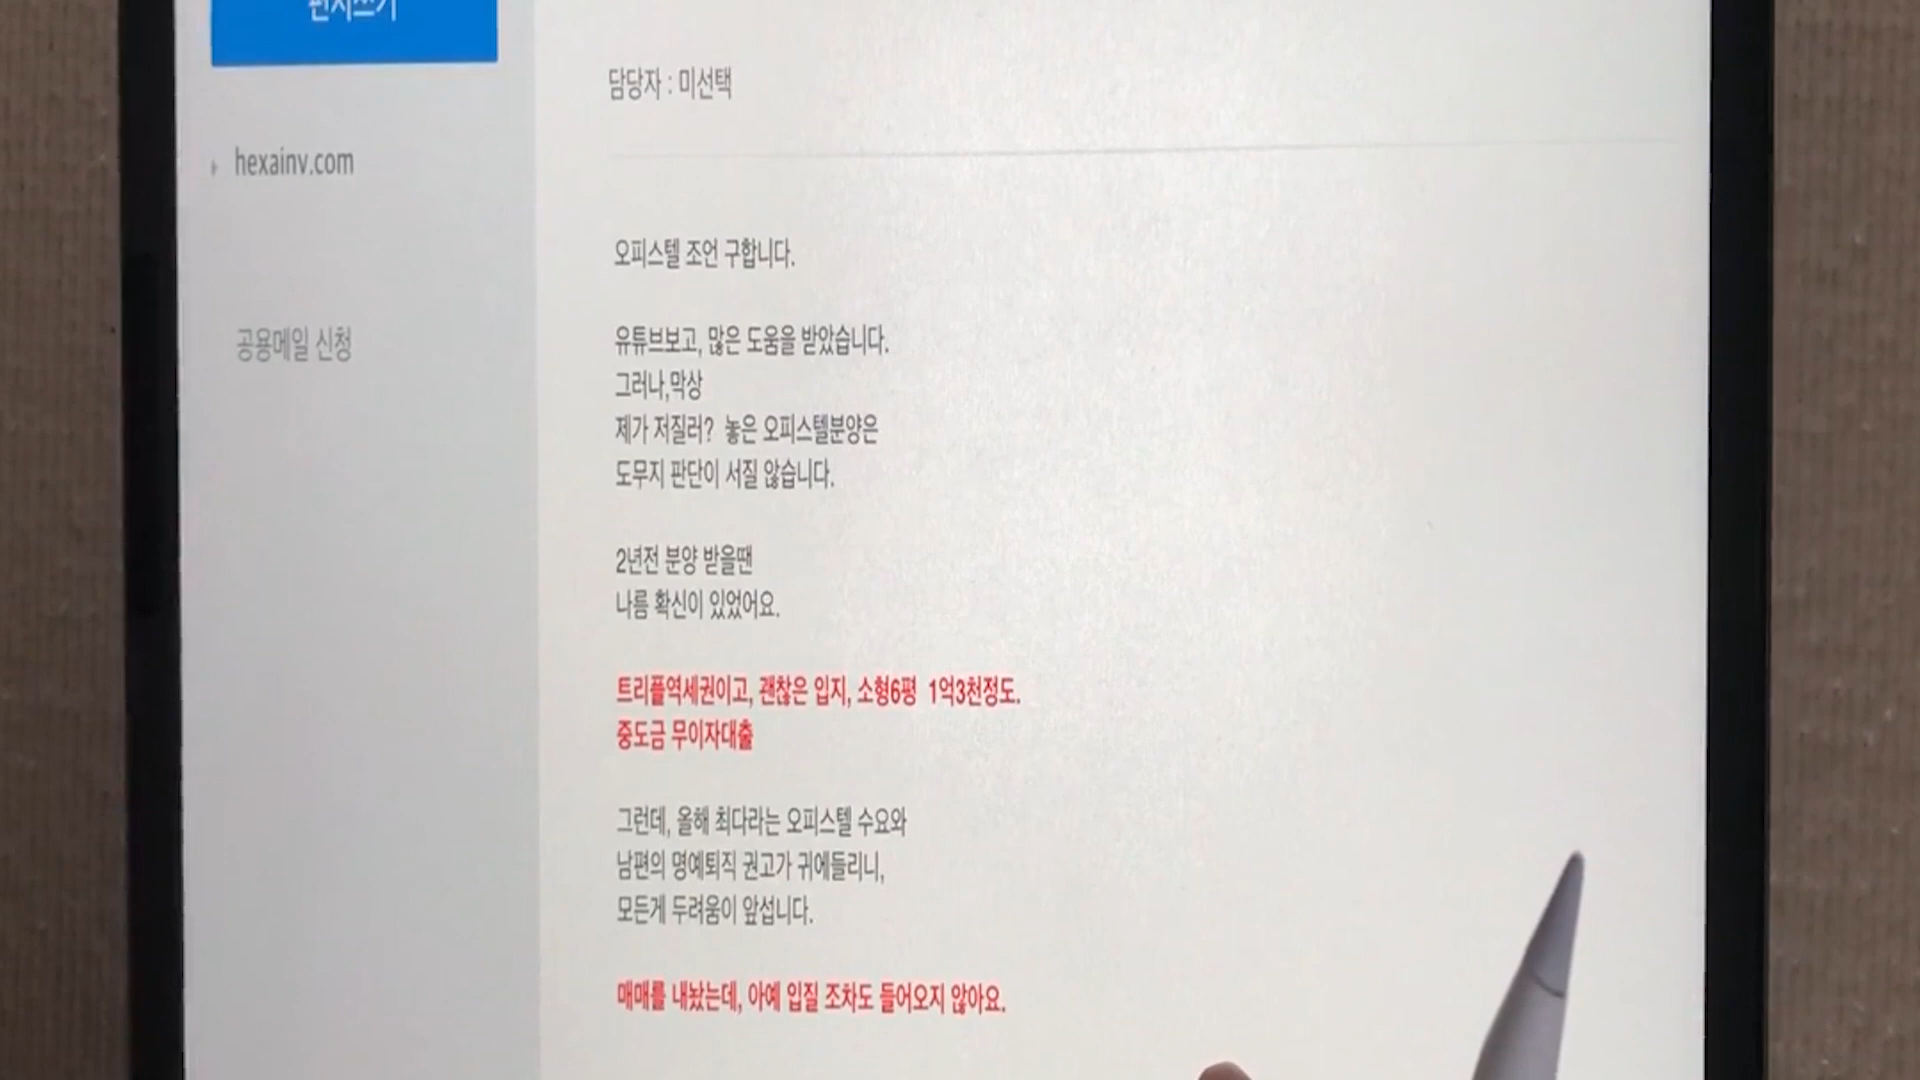 편지쓰기
담당자 : 미선택
hexainv.com
공용메일 신청
오피스텔 조언 구합니다.
유튜브보고, 많은 도움을 받았습니다.
그러나,막상
제가 저질러? 놓은 오피스텔분양은
도무지 판단이 서질 않습니다.
2년전 분양 받을땐
나름 확신이 있었어요.
트리플역세권이고, 괜찮은 입지, 소형6평 1억3천정도.
중도금 무이자대출
그런데, 올해 최다라는 오피스텔 수요와
남편의 명예퇴직 권고가 귀에들리니,
모든게 두려움이 앞섭니다.
매매를 내놨는데, 아예 입질 조차도 들어오지 않아요.